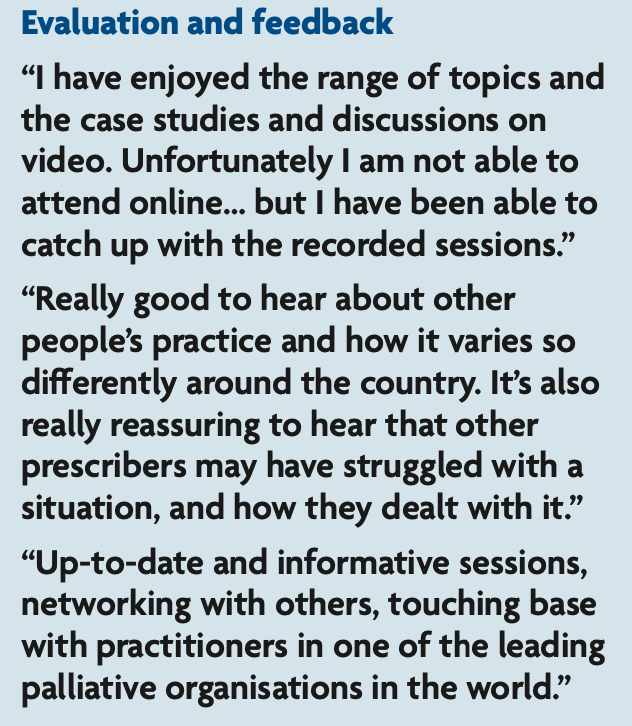 Evaluation and feedback
“I have enjoyed the range of topics and
the case studies and discussions on
video. Unfortunately I am not able to
attend online... but I have been able to
catch up with the recorded sessions.”
“Really good to hear about other
people’s practice and how it varies so
differently around the country. It’s also
really reassuring to hear that other
prescribers may have struggled with a
situation, and how they dealt with it.”
“Up-to-date and informative sessions,
networking with others, touching base
with practitioners in one of the leading
palliative organisations in the world.”